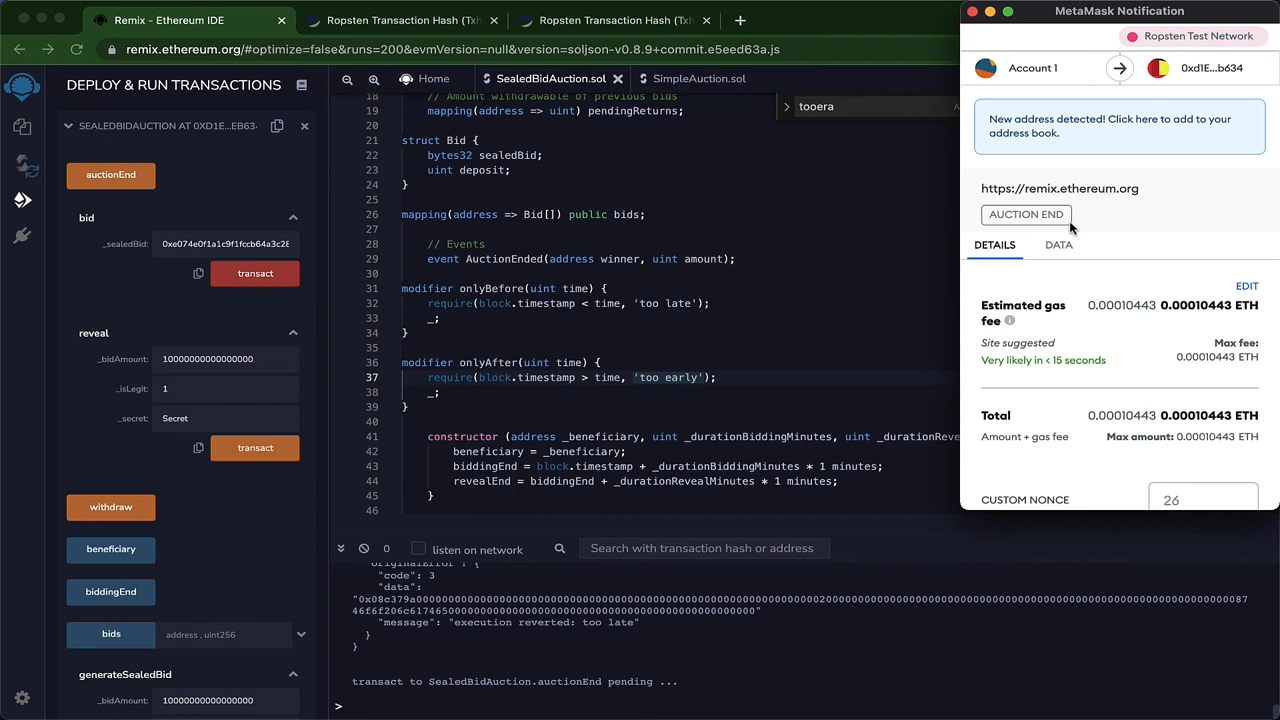 Remix - Ethereum IDE
Ropsten Transaction Hash (Txh
Ropsten Transaction Hash (Txh
remix.ethereum.org/#optimize=false&runs=200&evmVersion=null&version=soljson-v0.8.9+commit.e5eed63a.js
DEPLOY & RUN TRANSACTIONS
SEALEDBIDAUCTION AT 0XD1E...EB634
auctionEnd
bid
_sealedBid: 0xe074e0f1a1c9f1fccb64a3c28
transact
reveal
_bidAmount: 10000000000000000
_isLegit: 1
_secret: Secret
transact
withdraw
beneficiary
biddingEnd
bids address , uint256
generateSealedBid
_bidAmount: 10000000000000000
Home
SealedBidAuction.sol
SimpleAuction.sol
tooera
18 // Amount withdrawable of previous bids
19 mapping(address => uint) pendingReturns;
20
21 struct Bid {
22 bytes32 sealedBid;
23 uint deposit;
24 }
25
26 mapping(address => Bid[]) public bids;
27
28 // Events
29 event AuctionEnded(address winner, uint amount);
30
31 modifier onlyBefore(uint time) {
32 require(block.timestamp < time, 'too late');
33 _;
34 }
35
36 modifier onlyAfter(uint time) {
37 require(block.timestamp > time, 'too early');
38 _;
39 }
40
41 constructor (address _beneficiary, uint _durationBiddingMinutes, uint _durationReve
42 beneficiary = _beneficiary;
43 biddingEnd = block.timestamp + _durationBiddingMinutes * 1 minutes;
44 revealEnd = biddingEnd + _durationRevealMinutes * 1 minutes;
45 }
46
0
listen on network
Search with transaction hash or address
"code": 3
"data":
"message": "execution reverted: too late"
}
}
transact to SealedBidAuction.auctionEnd pending ...
>
MetaMask Notification
Ropsten Test Network
Account 1
0xd1E...b634
New address detected! Click here to add to your
address book.
https://remix.ethereum.org
AUCTION END
DETAILS
DATA
EDIT
Estimated gas
fee
0.00010443 0.00010443 ETH
Site suggested
Max fee:
Very likely in < 15 seconds
0.00010443 ETH
Total
0.00010443 0.00010443 ETH
Amount + gas fee
Max amount: 0.00010443 ETH
CUSTOM NONCE
26